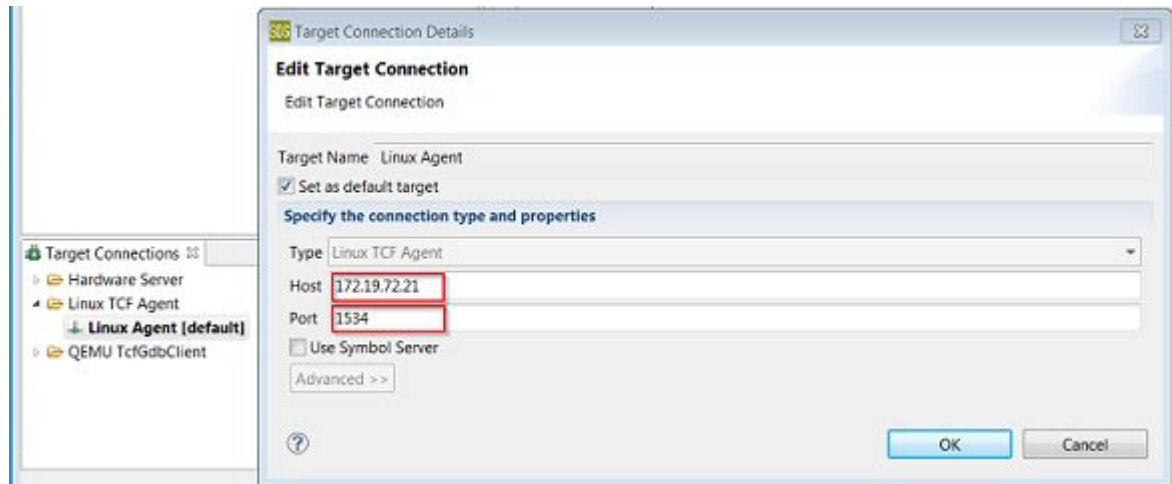 SDS Target Connection Details
Edit Target Connection
Edit Target Connection
Target Name Linux Agent
Set as default target
Specify the connection type and properties
Type Linux TCF Agent
Host 172.19.72.21
Port 1534
Use Symbol Server
Advanced >>
?
OK Cancel
Target Connections
Hardware Server
Linux TCF Agent
Linux Agent [default]
QEMU TcfGdbClient